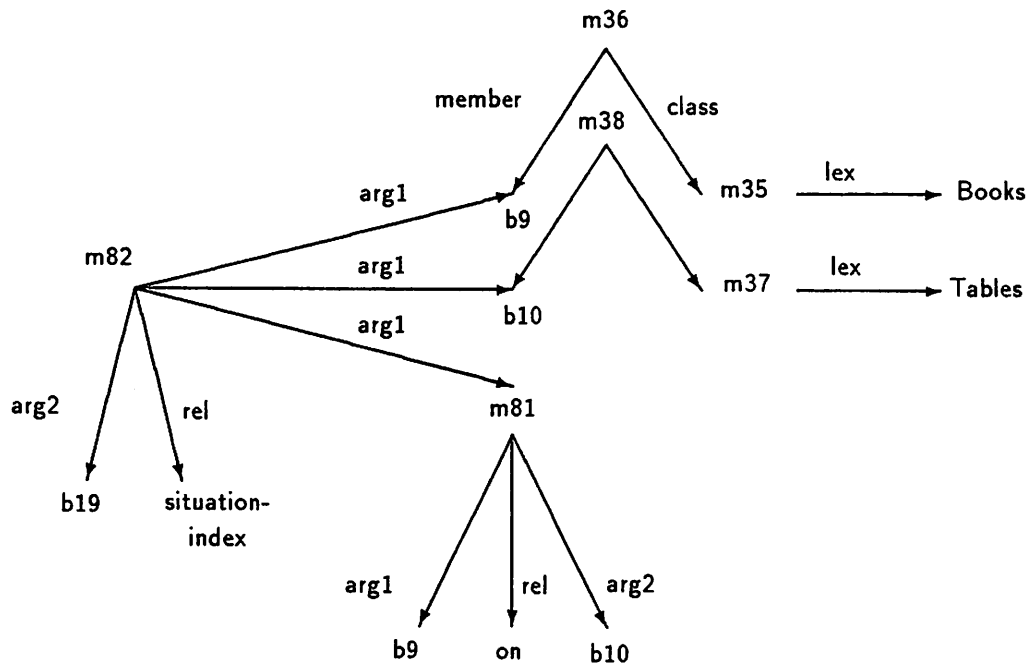 m36
member
class
m38
arg1
lex
m35
Books
b9
m82
arg1
lex
m37
Tables
b10
arg1
arg2
rel
m81
b19
situation-
index
arg1
rel
arg2
b9
on
b10